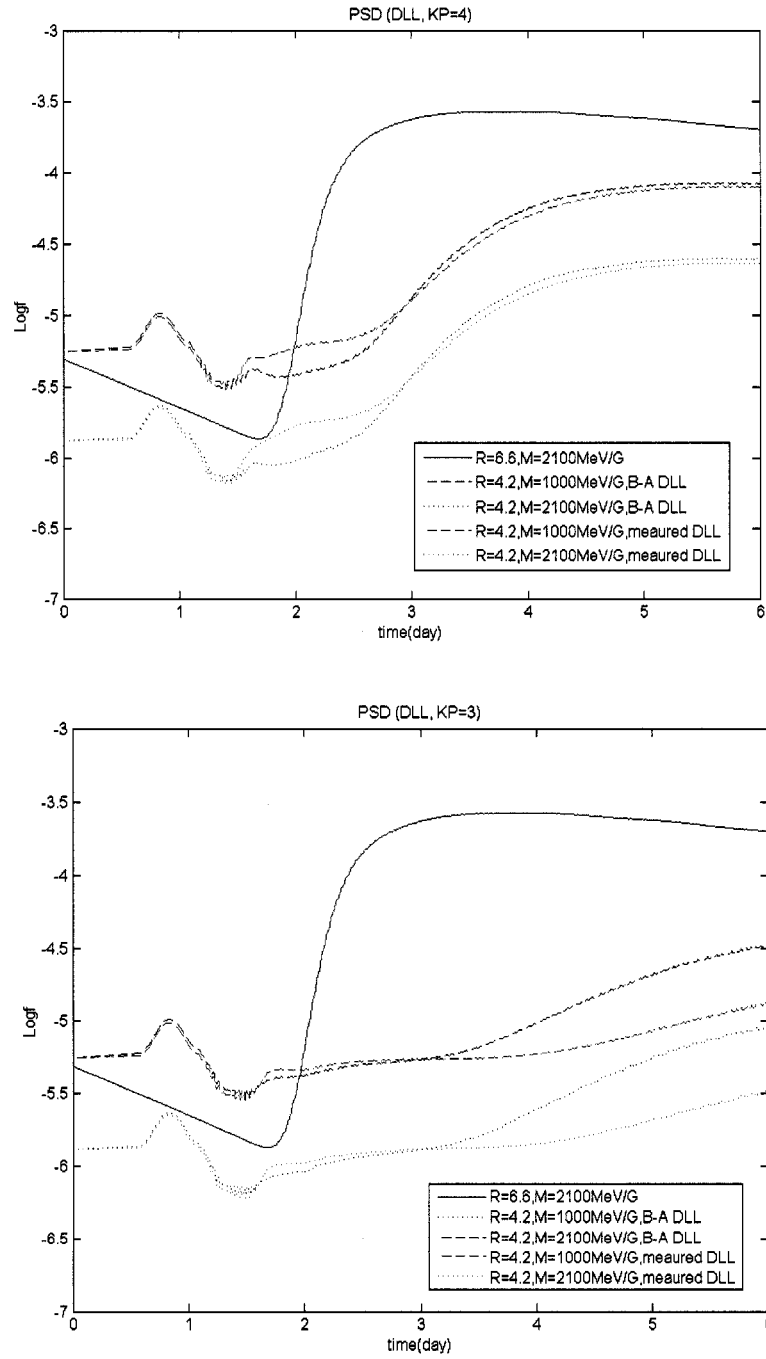 PSD (DLL, KP=4)
-3
-3.5
-4
-4.5
-5
-5.5
-6
-6.5
-7
Logf
R=6.6,M=2100MeV/G
R=4.2,M=1000MeV/G,B-A DLL
R=4.2,M=2100MeV/G,B-A DLL
R=4.2,M=1000MeV/G,meaured DLL
R=4.2,M=2100MeV/G,meaured DLL
0 1 2 3 4 5 6
time(day)
PSD (DLL, KP=3)
-3
-3.5
-4
-4.5
-5
-5.5
-6
-6.5
-7
Logf
R=6.6,M=2100MeV/G
R=4.2,M=1000MeV/G,B-A DLL
R=4.2,M=2100MeV/G,B-A DLL
R=4.2,M=1000MeV/G,meaured DLL
R=4.2,M=2100MeV/G,meaured DLL
0 1 2 3 4 5
time(day)